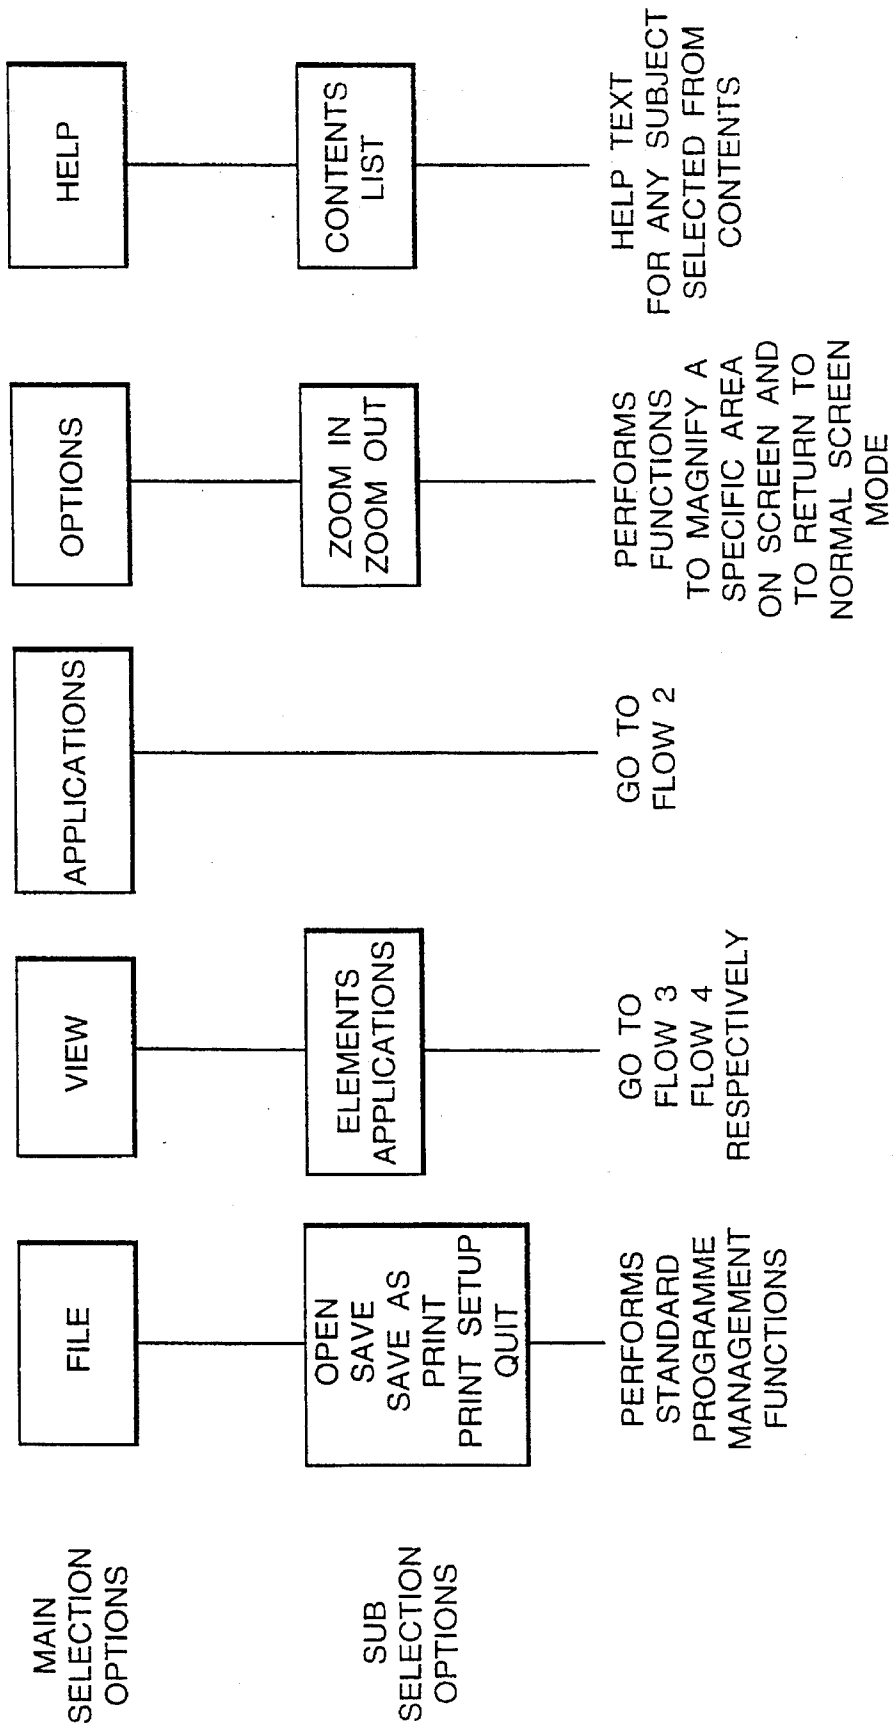 MAIN
SELECTION
OPTIONS
FILE
VIEW
APPLICATIONS
OPTIONS
HELP
SUB
SELECTION
OPTIONS
OPEN
SAVE
SAVE AS
PRINT
PRINT SETUP
QUIT
ELEMENTS
APPLICATIONS
ZOOM IN
ZOOM OUT
CONTENTS
LIST
PERFORMS
STANDARD
PROGRAMME
MANAGEMENT
FUNCTIONS
GO TO
FLOW 3
FLOW 4
RESPECTIVELY
GO TO
FLOW 2
PERFORMS
FUNCTIONS
TO MAGNIFY A
SPECIFIC AREA
ON SCREEN AND
TO RETURN TO
NORMAL SCREEN
MODE
HELP TEXT
FOR ANY SUBJECT
SELECTED FROM
CONTENTS